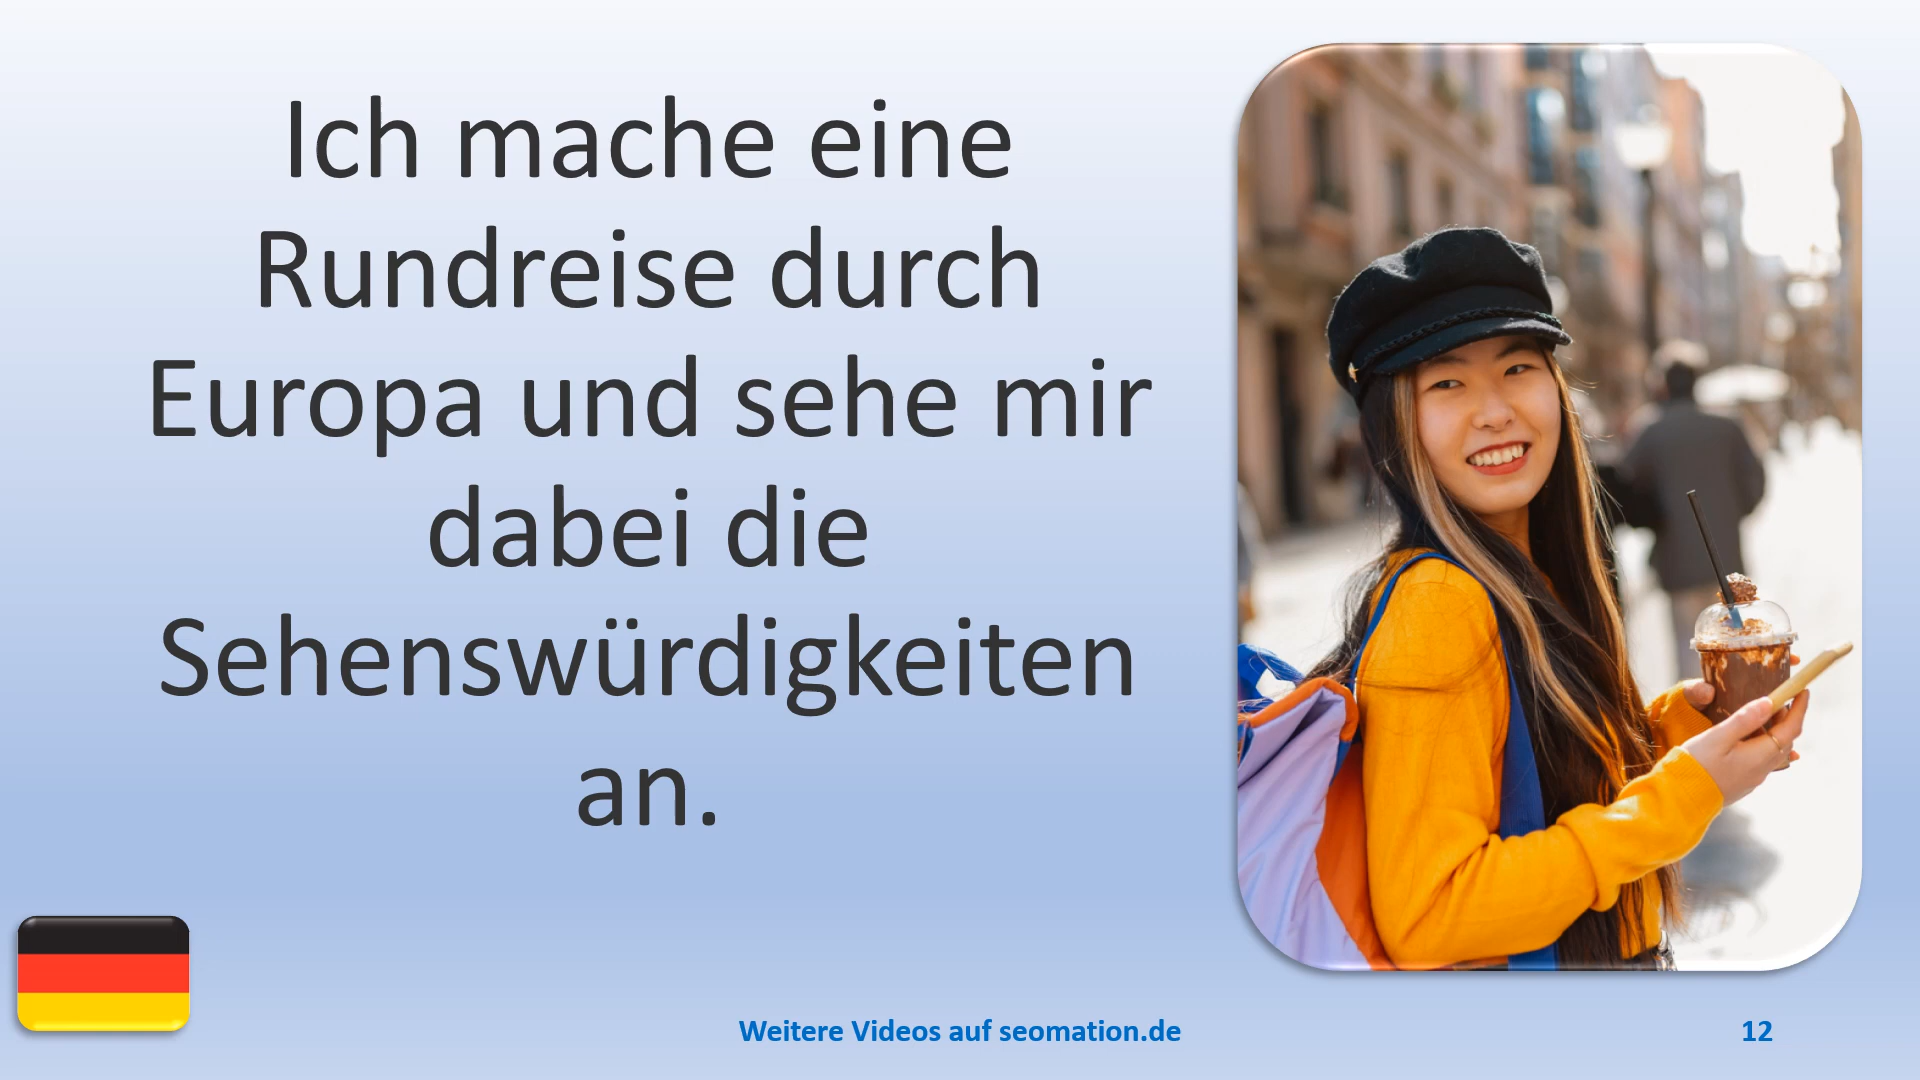 Ich mache eine
Rundreise durch
Europa und sehe mir
dabei die
Sehenswürdigkeiten
an.
Weitere Videos auf seomation.de
12